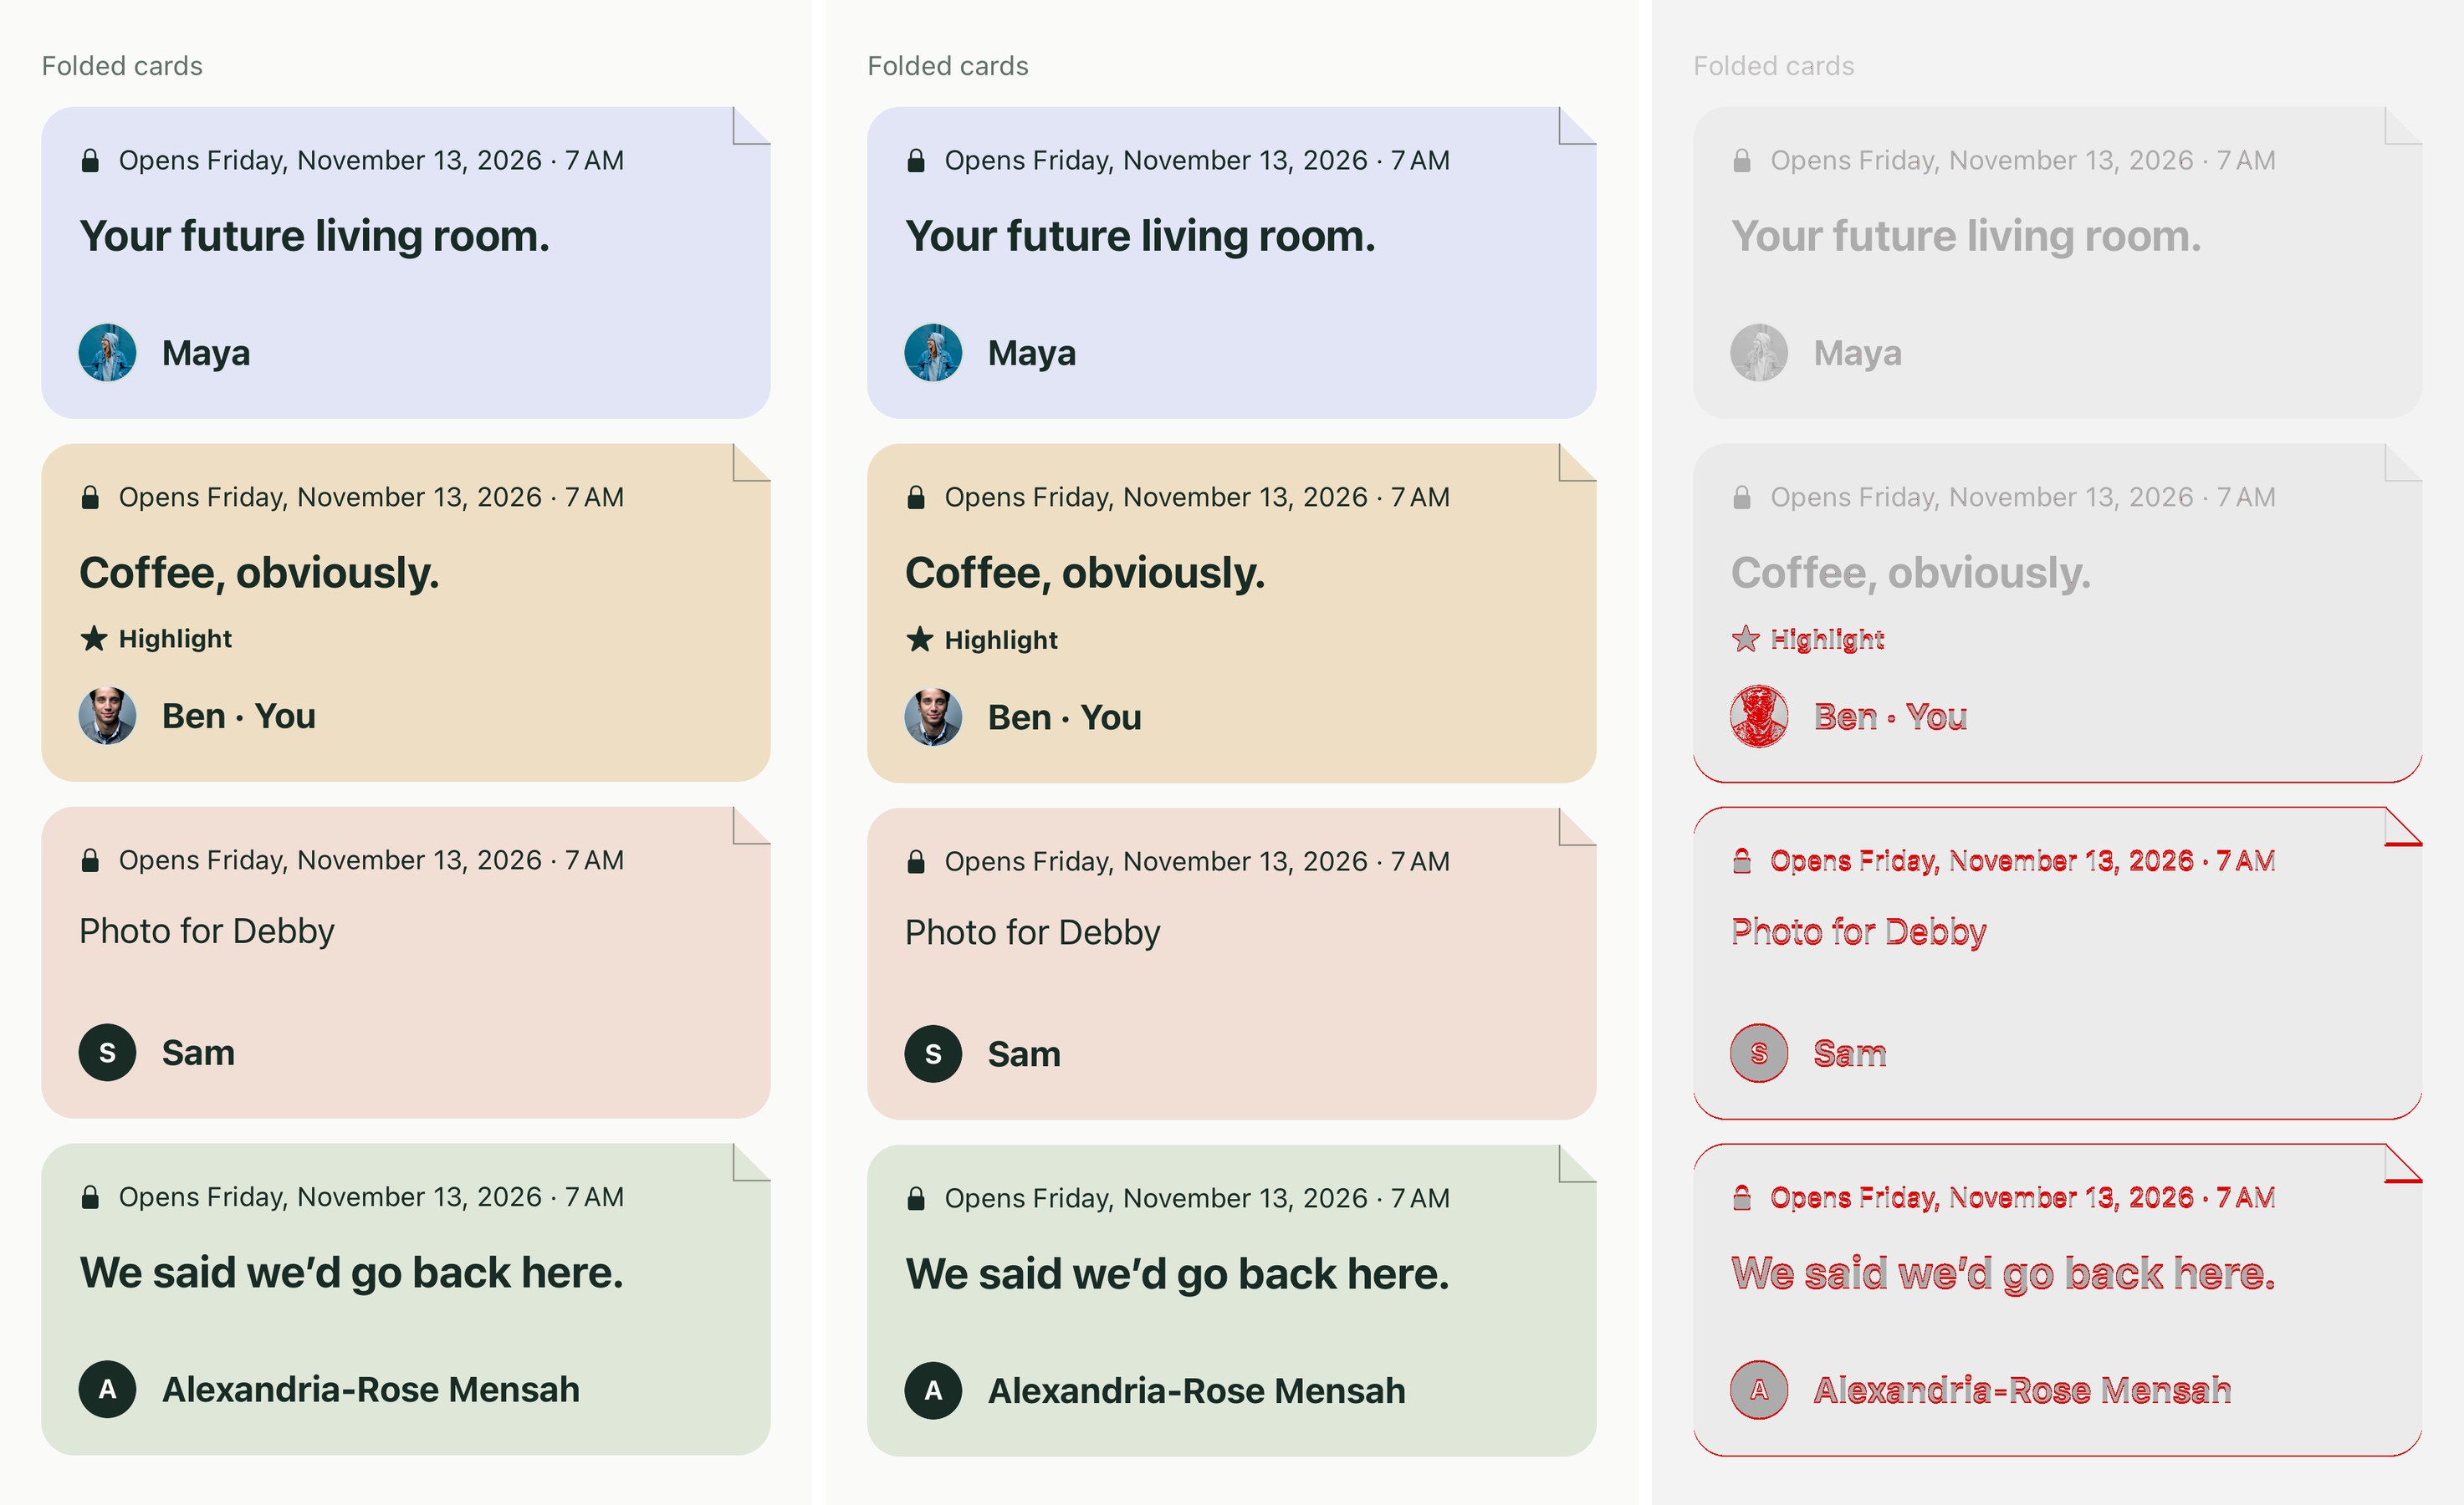 Folded cards
Opens Friday, November 13, 2026 · 7 AM
Your future living room.
Maya
Opens Friday, November 13, 2026 · 7 AM
Coffee, obviously.
Highlight
Ben · You
Opens Friday, November 13, 2026 · 7 AM
Photo for Debby
S Sam
Opens Friday, November 13, 2026 · 7 AM
We said we’d go back here.
A Alexandria-Rose Mensah
Folded cards
Opens Friday, November 13, 2026 · 7 AM
Your future living room.
Maya
Opens Friday, November 13, 2026 · 7 AM
Coffee, obviously.
Highlight
Ben · You
Opens Friday, November 13, 2026 · 7 AM
Photo for Debby
S Sam
Opens Friday, November 13, 2026 · 7 AM
We said we’d go back here.
A Alexandria-Rose Mensah
Folded cards
Opens Friday, November 13, 2026 · 7 AM
Your future living room.
Maya
Opens Friday, November 13, 2026 · 7 AM
Coffee, obviously.
Highlight
Ben · You
Opens Friday, November 13, 2026 · 7 AM
Photo for Debby
S Sam
Opens Friday, November 13, 2026 · 7 AM
We said we’d go back here.
A Alexandria-Rose Mensah